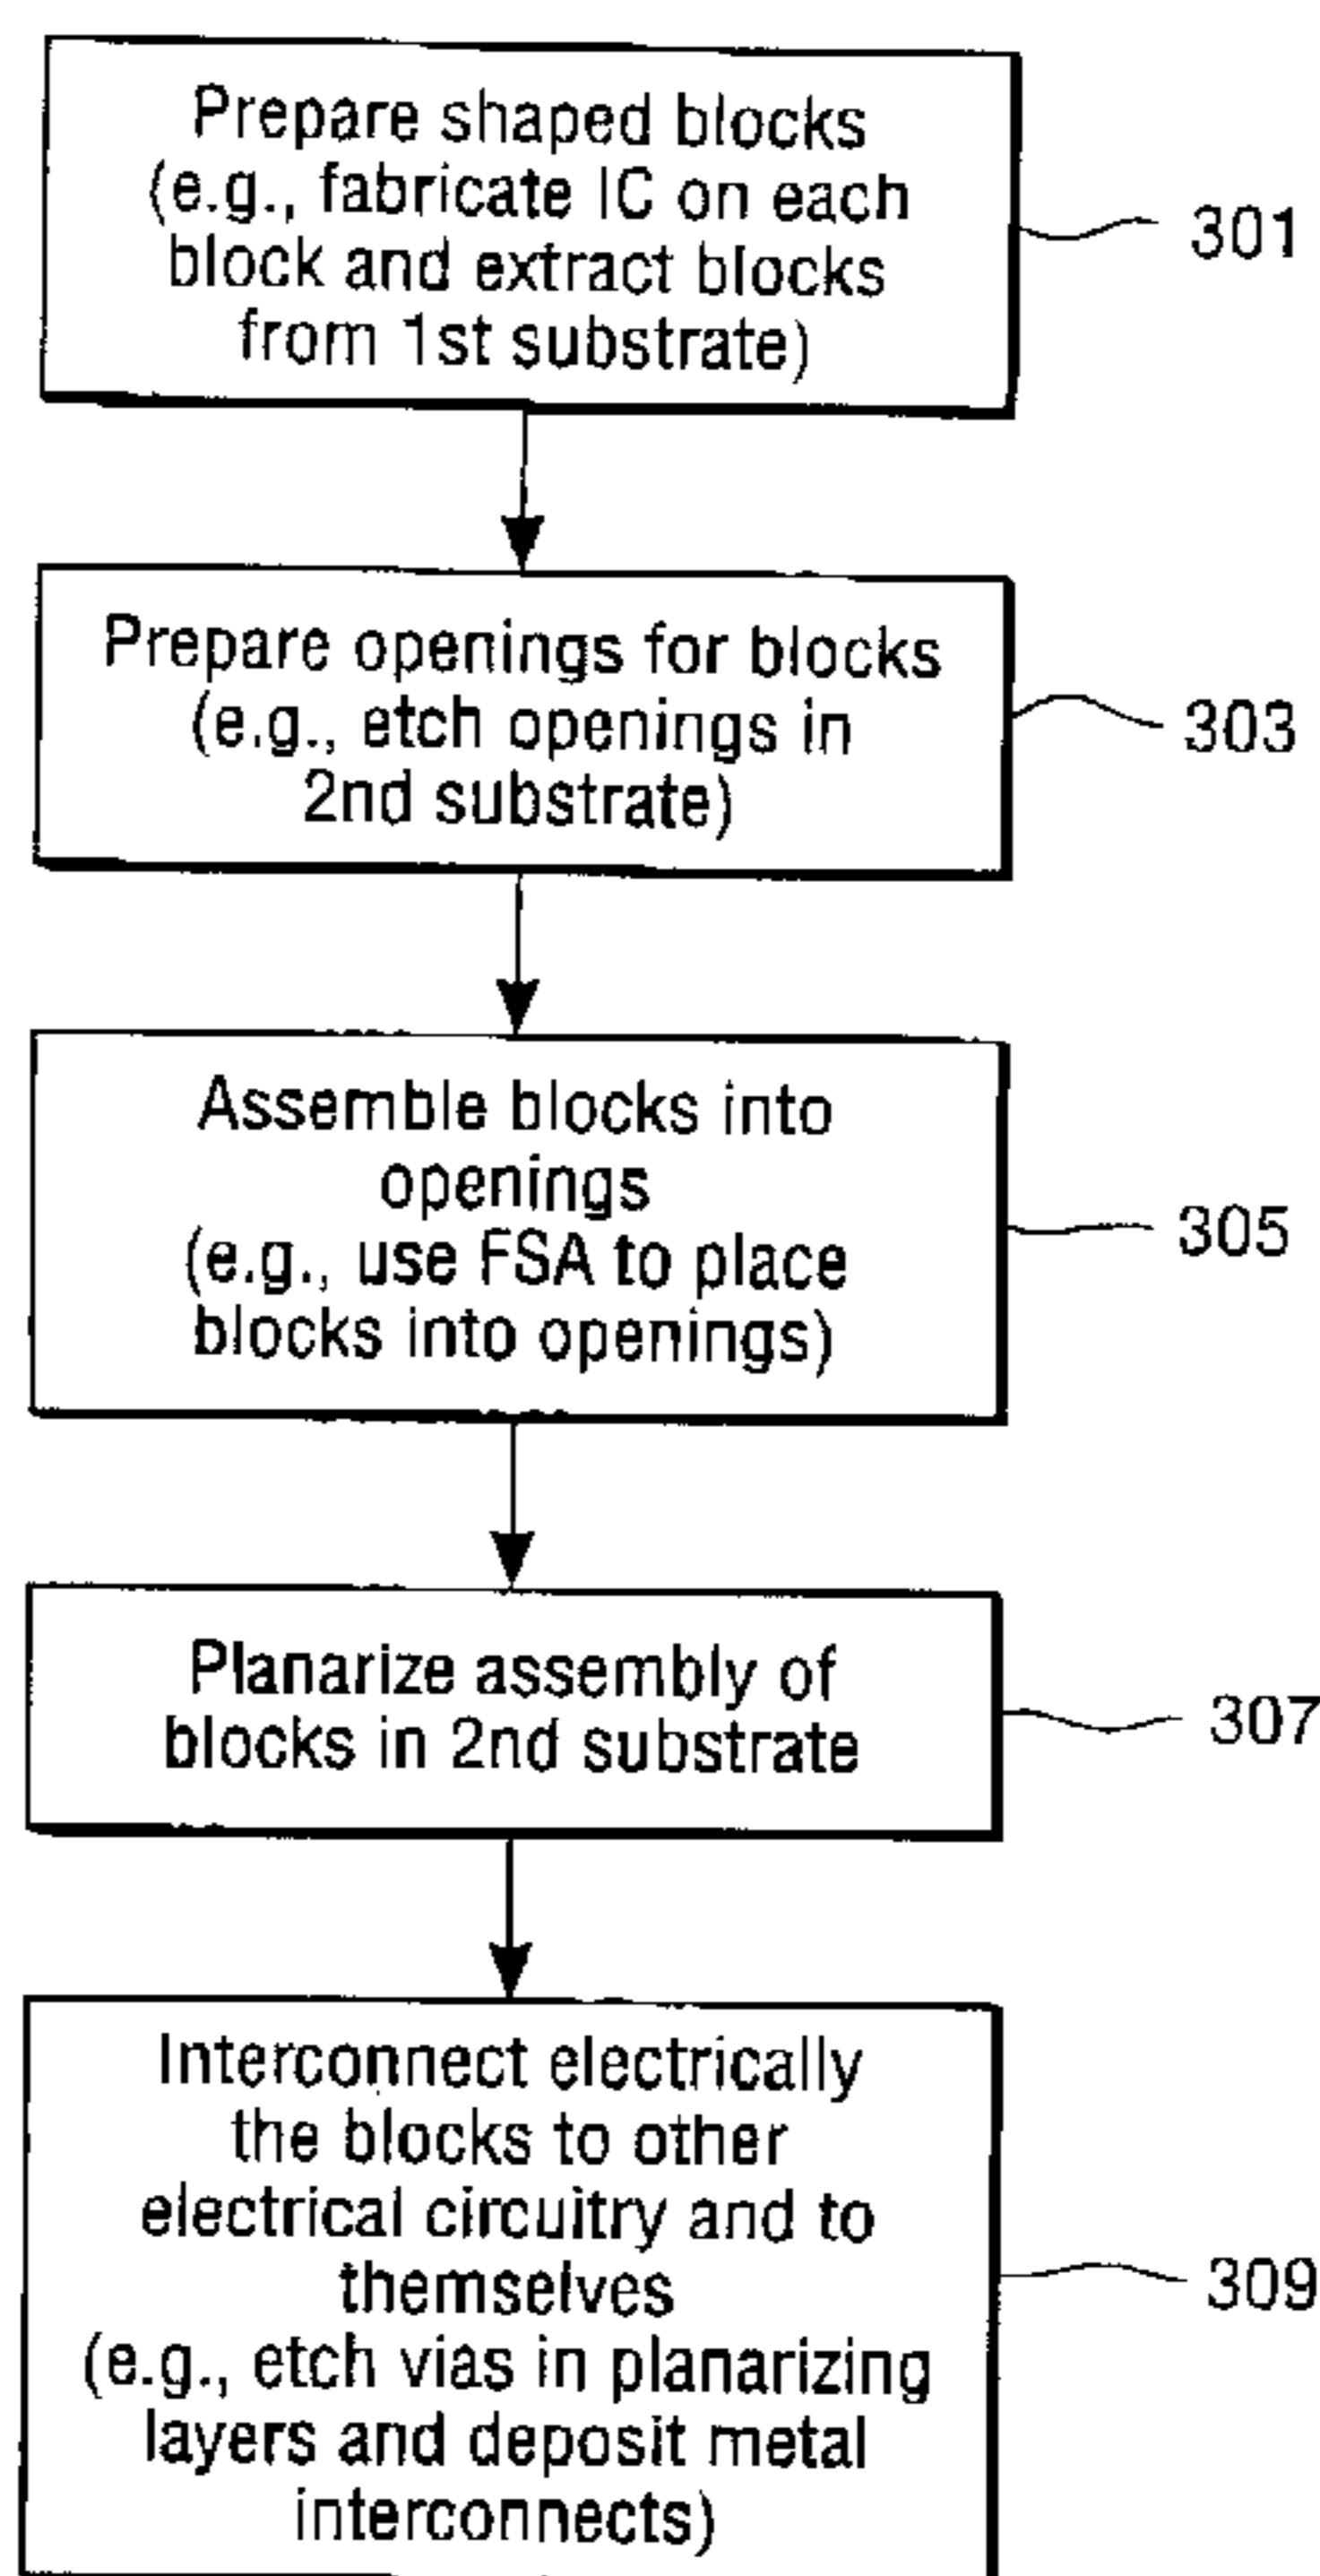 Prepare shaped blocks
(e.g., fabricate IC on each
block and extract blocks
from 1st substrate)
301
Prepare openings for blocks
(e.g., etch openings in
2nd substrate)
303
Assemble blocks into
openings
(e.g., use FSA to place
blocks into openings)
305
Planarize assembly of
blocks in 2nd substrate
307
Interconnect electrically
the blocks to other
electrical circuitry and to
themselves
(e.g., etch vias in planarizing
layers and deposit metal
interconnects)
309